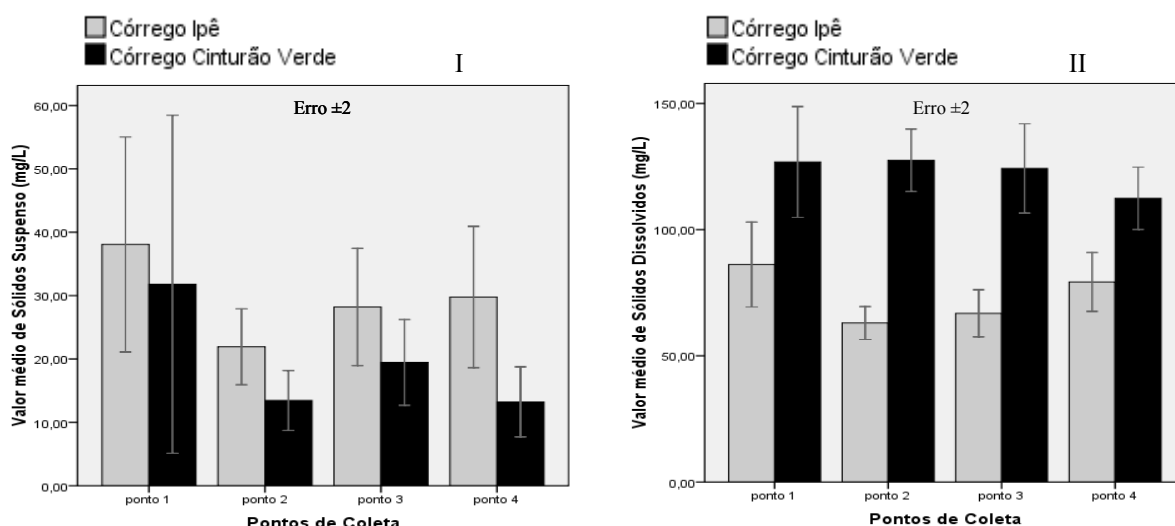 Córrego Ipê
Córrego Cinturão Verde
I
Erro ±2
Valor médio de Sólidos Suspenso (mg/L)
60,00
50,00
40,00
30,00
20,00
10,00
0,00
ponto 1 ponto 2 ponto 3 ponto 4
Pontos de Coleta
Córrego Ipê
Córrego Cinturão Verde
II
Erro ±2
Valor médio de Sólidos Dissolvidos (mg/L)
150,00
100,00
50,00
0,00
ponto 1 ponto 2 ponto 3 ponto 4
Pontos de Coleta